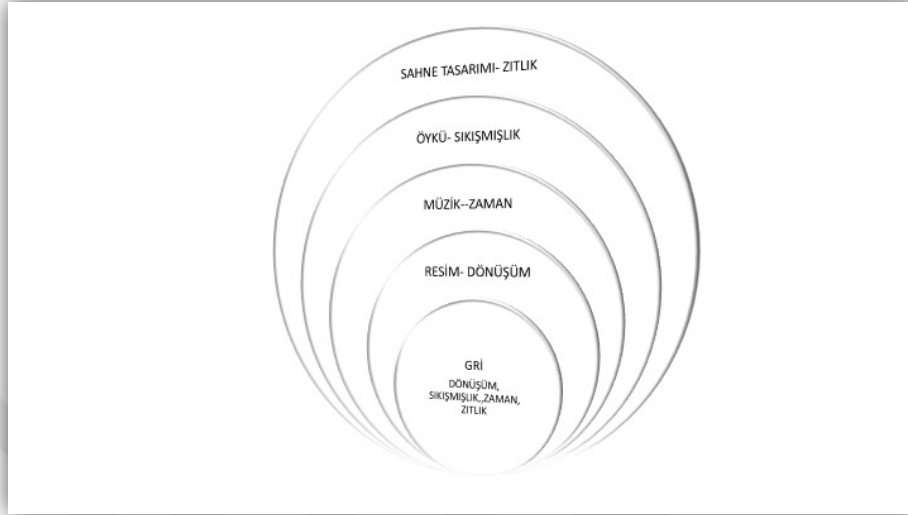 SAHNE TASARIMI- ZITLIK
ÖYKÜ- SIKIŞMIŞLIK
MÜZİK--ZAMAN
RESİM- DÖNÜŞÜM
GRİ
DÖNÜŞÜM,
SIKIŞMIŞLIK,,ZAMAN,
ZITLIK